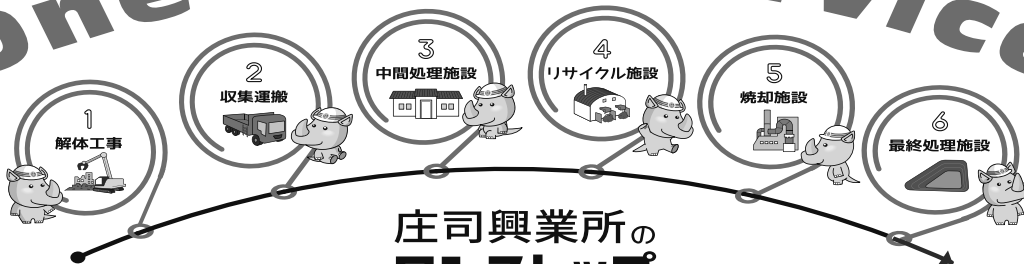 one
vice
1
解体工事
2
収集運搬
3
中間処理施設
4
リサイクル施設
5
焼却施設
6
最終処理施設
庄司興業所の